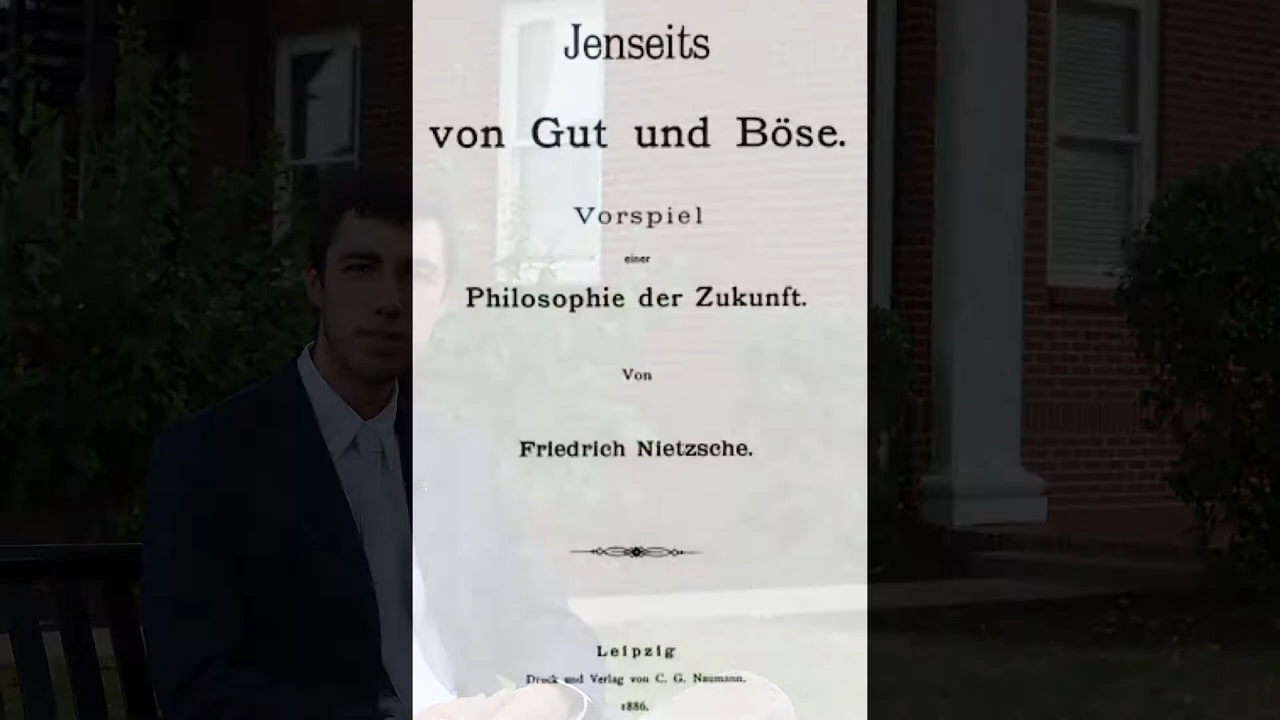 Jenseits
von Gut und Böse.
Vorspiel
einer
Philosophie der Zukunft.
Von
Friedrich Nietzsche.
Leipzig
Druck und Verlag von C. G. Naumann.
1886.